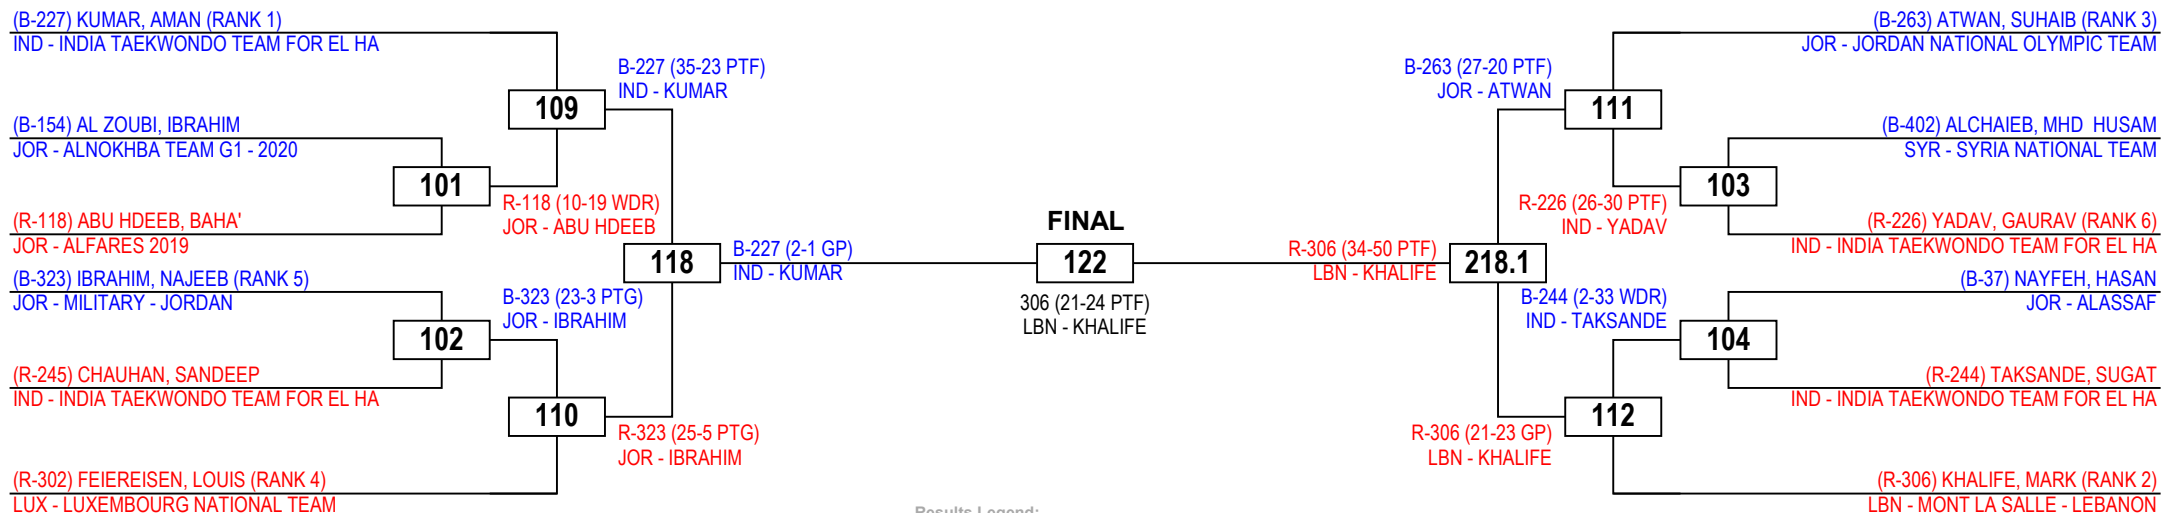 (B-227) KUMAR, AMAN (RANK 1)
IND - INDIA TAEKWONDO TEAM FOR EL HA
(B-154) AL ZOUBI, IBRAHIM
JOR - ALNOKHBA TEAM G1 - 2020
(R-118) ABU HDEEB, BAHA'
JOR - ALFARES 2019
(B-323) IBRAHIM, NAJEEB (RANK 5)
JOR - MILITARY - JORDAN
(R-245) CHAUHAN, SANDEEP
IND - INDIA TAEKWONDO TEAM FOR EL HA
(R-302) FEIEREISEN, LOUIS (RANK 4)
LUX - LUXEMBOURG NATIONAL TEAM
101
102
R-118 (10-19 WDR)
JOR - ABU HDEEB
B-323 (23-3 PTG)
JOR - IBRAHIM
109
110
B-227 (35-23 PTF)
IND - KUMAR
R-323 (25-5 PTG)
JOR - IBRAHIM
118
B-227 (2-1 GP)
IND - KUMAR
FINAL
122
306 (21-24 PTF)
LBN - KHALIFE
R-306 (34-50 PTF)
LBN - KHALIFE
218.1
B-263 (27-20 PTF)
JOR - ATWAN
R-306 (21-23 GP)
LBN - KHALIFE
111
112
R-226 (26-30 PTF)
IND - YADAV
B-244 (2-33 WDR)
IND - TAKSANDE
103
104
(B-263) ATWAN, SUHAIB (RANK 3)
JOR - JORDAN NATIONAL OLYMPIC TEAM
(B-402) ALCHAIEB, MHD  HUSAM
SYR - SYRIA NATIONAL TEAM
(R-226) YADAV, GAURAV (RANK 6)
IND - INDIA TAEKWONDO TEAM FOR EL HA
(B-37) NAYFEH, HASAN
JOR - ALASSAF
(R-244) TAKSANDE, SUGAT
IND - INDIA TAEKWONDO TEAM FOR EL HA
(R-306) KHALIFE, MARK (RANK 2)
LBN - MONT LA SALLE - LEBANON
Results Legend: